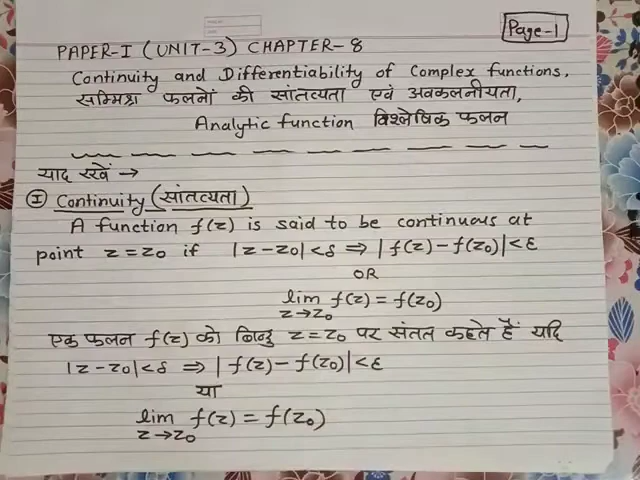 Page-1
PAPER-I (UNIT-3) CHAPTER-8
Continuity and Differentiability of Complex functions,
सम्मिश्र फलनों की सांतत्यता एवं अवकलनीयता,
Analytic function विश्लेषिक फलन
याद रखें →
I Continuity (सांतत्यता)
A function f(z) is said to be continuous at
point z = z₀ if |z-z₀|<δ ⇒ |f(z)-f(z₀)|<ε
OR
lim f(z) = f(z₀)
z→z₀
एक फलन f(z) को बिन्दु z=z₀ पर संतत कहते हैं यदि
|z-z₀|<δ ⇒ |f(z)-f(z₀)|<ε
या
lim f(z) = f(z₀)
z→z₀